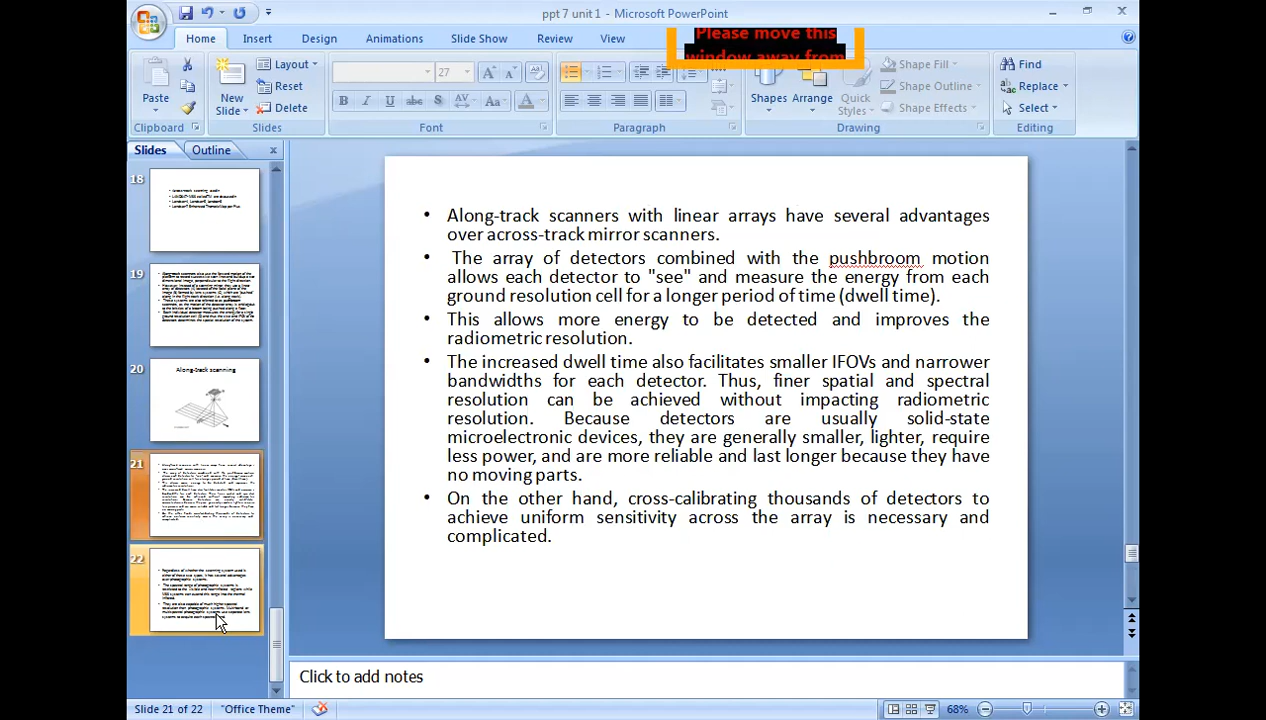 ppt 7 unit 1 - Microsoft PowerPoint
Home Insert Design Animations Slide Show Review View
Please move this
window away from
Paste
Clipboard
New
Slide
Layout
Reset
Delete
Slides
27
B I U abc S AV Aa A
Font
Paragraph
Shapes Arrange Quick
Styles
Shape Fill
Shape Outline
Shape Effects
Drawing
Find
Replace
Select
Editing
Slides Outline
18
19
20
Along-track scanning
21
22
• Along-track scanners with linear arrays have several advantages
over across-track mirror scanners.
• The array of detectors combined with the pushbroom motion
allows each detector to "see" and measure the energy from each
ground resolution cell for a longer period of time (dwell time).
• This allows more energy to be detected and improves the
radiometric resolution.
• The increased dwell time also facilitates smaller IFOVs and narrower
bandwidths for each detector. Thus, finer spatial and spectral
resolution can be achieved without impacting radiometric
resolution. Because detectors are usually solid-state
microelectronic devices, they are generally smaller, lighter, require
less power, and are more reliable and last longer because they have
no moving parts.
• On the other hand, cross-calibrating thousands of detectors to
achieve uniform sensitivity across the array is necessary and
complicated.
Click to add notes
Slide 21 of 22 "Office Theme" 68%